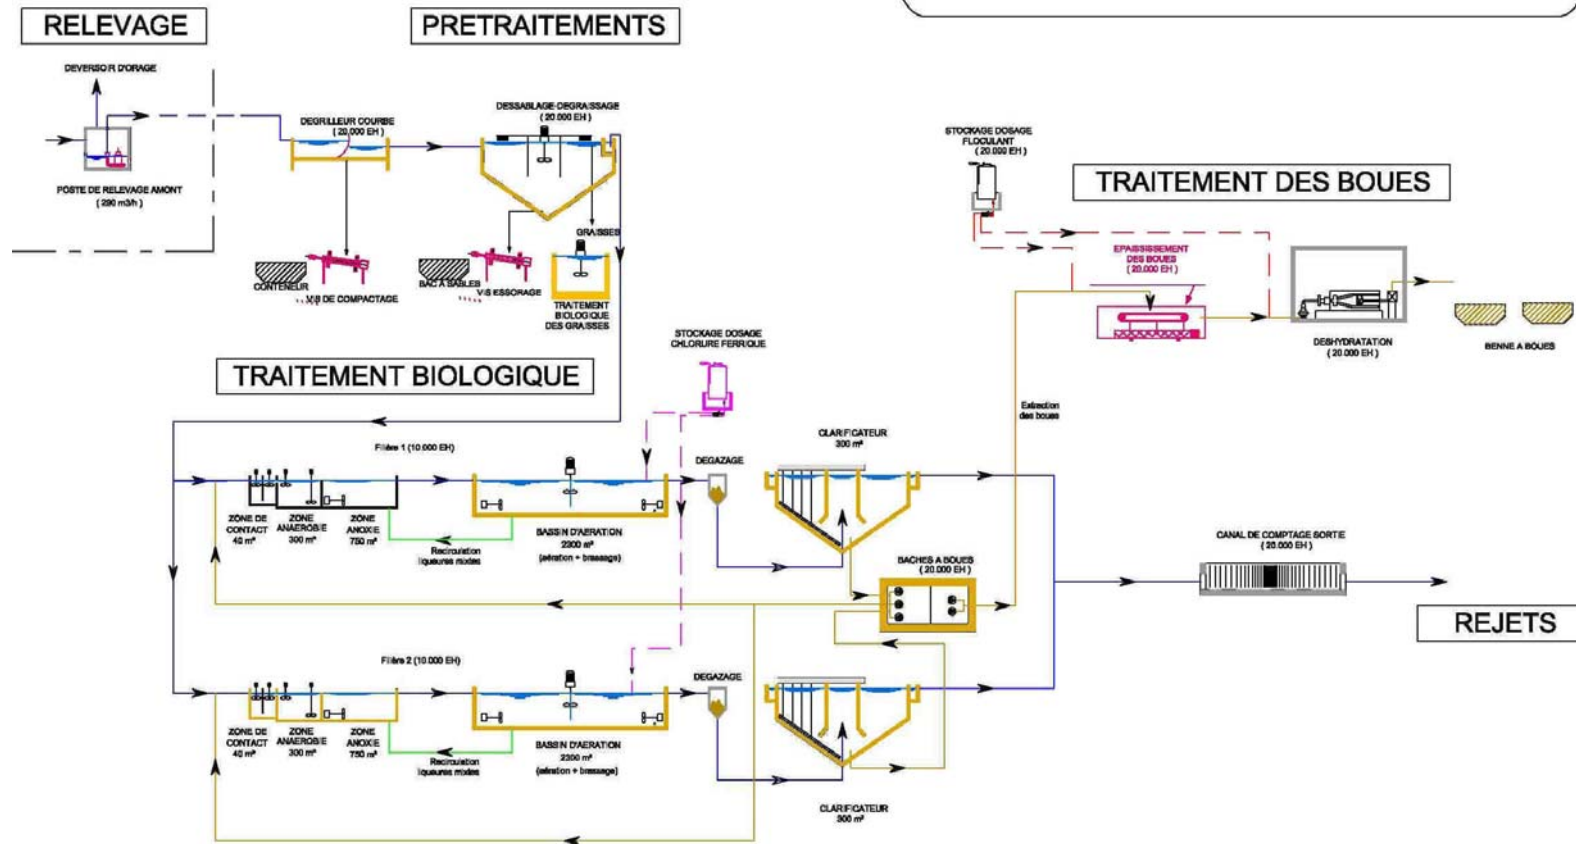 RELEVAGE
PRETRAITEMENTS
DEVERSOIR D'ORAGE
POSTE DE RELEVAGE AMONT
( 290 m3/h )
DEGRILLEUR COURBE
( 20.000 EH )
DESSABLAGE-DEGRAISSAGE
( 20.000 EH )
GRAISSES
CONTENEUR
VIS DE COMPACTAGE
BAC A SABLES
VIS ESSORAGE
TRAITEMENT
BIOLOGIQUE
DES GRAISSES
STOCKAGE DOSAGE
FLOCULANT
( 20.000 EH )
TRAITEMENT DES BOUES
EPAISSISSEMENT
DES BOUES
( 20.000 EH )
DESHYDRATATION
( 20.000 EH )
BENNE A BOUES
STOCKAGE DOSAGE
CHLORURE FERRIQUE
TRAITEMENT BIOLOGIQUE
Extraction
des boues
Filière 1 (10.000 EH)
DEGAZAGE
CLARIFICATEUR
300 m²
ZONE DE
CONTACT
40 m³
ZONE
ANAEROBIE
300 m³
ZONE
ANOXIE
750 m³
Recirculation
liqueures mixtes
BASSIN D'AERATION
2300 m³
(aération + brassage)
BACHES A BOUES
( 20.000 EH )
CANAL DE COMPTAGE SORTIE
( 20.000 EH )
REJETS
Filière 2 (10.000 EH)
DEGAZAGE
ZONE DE
CONTACT
40 m³
ZONE
ANAEROBIE
300 m³
ZONE
ANOXIE
750 m³
Recirculation
liqueures mixtes
BASSIN D'AERATION
2300 m³
(aération + brassage)
CLARIFICATEUR
300 m²